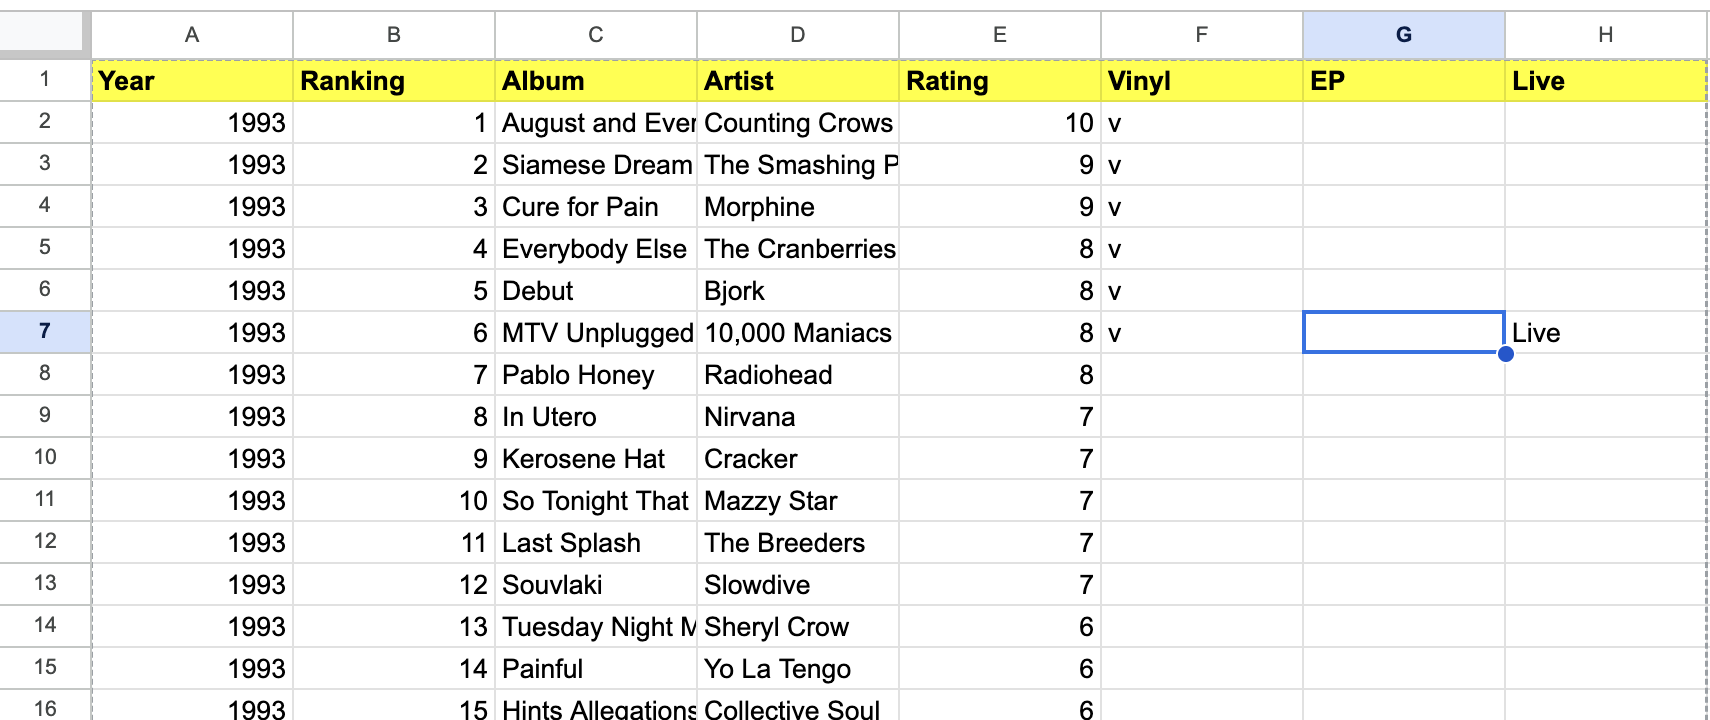 A B C D E F G H
1 Year Ranking Album Artist Rating Vinyl EP Live
2 1993 1 August and Ever Counting Crows 10 v
3 1993 2 Siamese Dream The Smashing P 9 v
4 1993 3 Cure for Pain Morphine 9 v
5 1993 4 Everybody Else The Cranberries 8 v
6 1993 5 Debut Bjork 8 v
7 1993 6 MTV Unplugged 10,000 Maniacs 8 v Live
8 1993 7 Pablo Honey Radiohead 8
9 1993 8 In Utero Nirvana 7
10 1993 9 Kerosene Hat Cracker 7
11 1993 10 So Tonight That Mazzy Star 7
12 1993 11 Last Splash The Breeders 7
13 1993 12 Souvlaki Slowdive 7
14 1993 13 Tuesday Night M Sheryl Crow 6
15 1993 14 Painful Yo La Tengo 6
16 1993 15 Hints Allegations Collective Soul 6